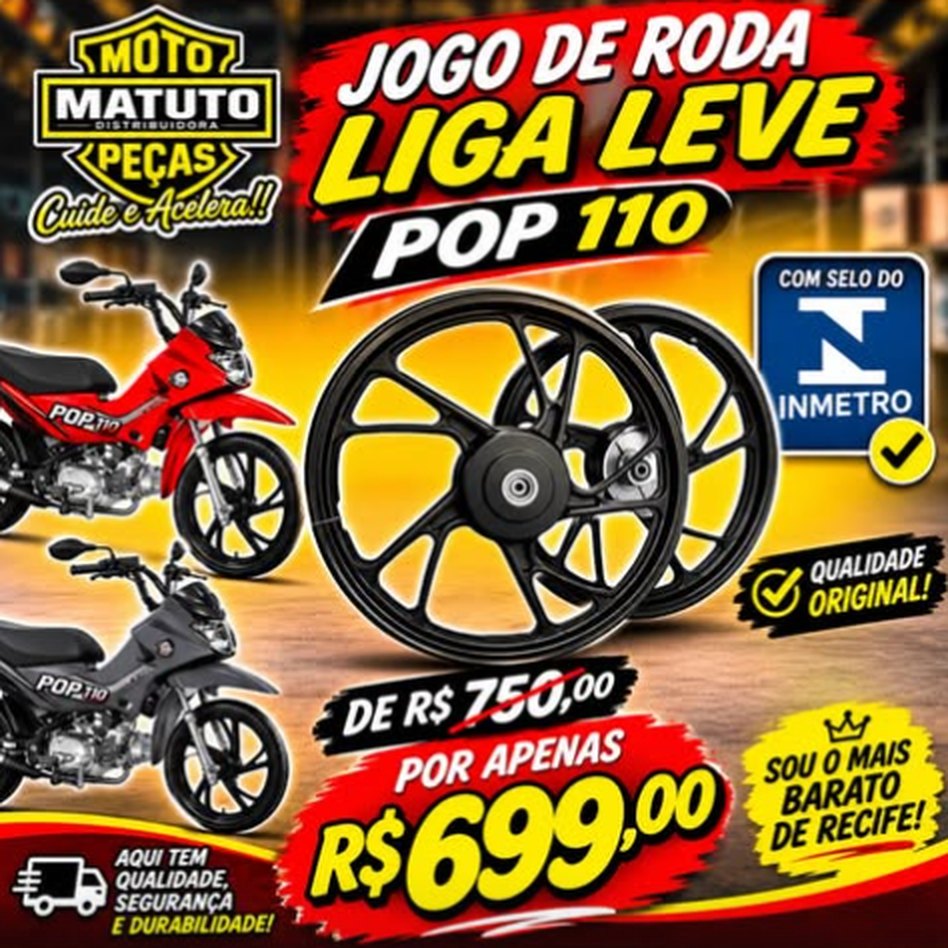 MOTO
MATUTO
DISTRIBUIDORA
PEÇAS
Cuide e Acelera!!
JOGO DE RODA
LIGA LEVE
POP 110
COM SELO DO
INMETRO
POP 110
POP 110
QUALIDADE
ORIGINAL!
DE R$ 750,00
POR APENAS
R$699,00
SOU O MAIS
BARATO
DE RECIFE!
AQUI TEM
QUALIDADE,
SEGURANÇA
E DURABILIDADE!